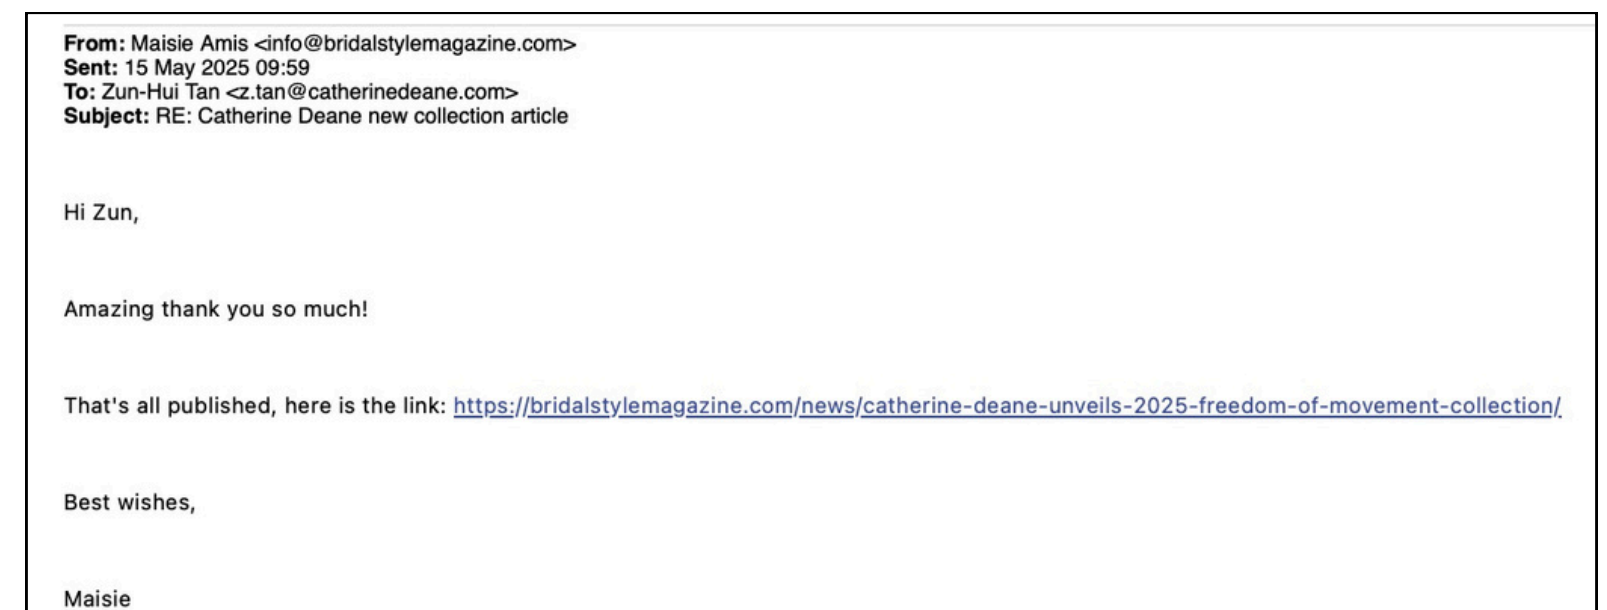 From: Maisie Amis <info@bridalstylemagazine.com>
Sent: 15 May 2025 09:59
To: Zun-Hui Tan <z.tan@catherinedeane.com>
Subject: RE: Catherine Deane new collection article
Hi Zun,
Amazing thank you so much!
That's all published, here is the link: https://bridalstylemagazine.com/news/catherine-deane-unveils-2025-freedom-of-movement-collection/
Best wishes,
Maisie